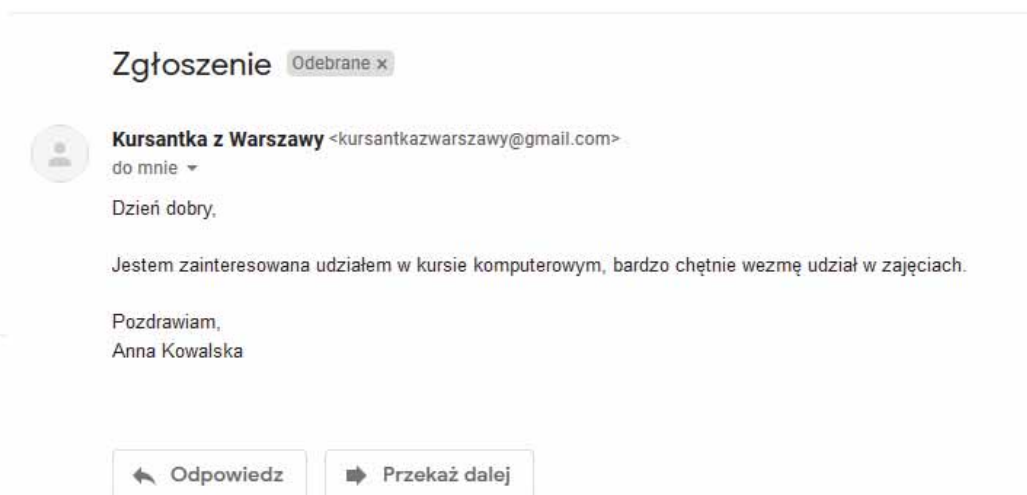 Zgłoszenie Odebrane ×
Kursantka z Warszawy <kursantkazwarszawy@gmail.com>
do mnie
Dzień dobry,
Jestem zainteresowana udziałem w kursie komputerowym, bardzo chętnie wezmę udział w zajęciach.
Pozdrawiam,
Anna Kowalska
Odpowiedz Przekaż dalej